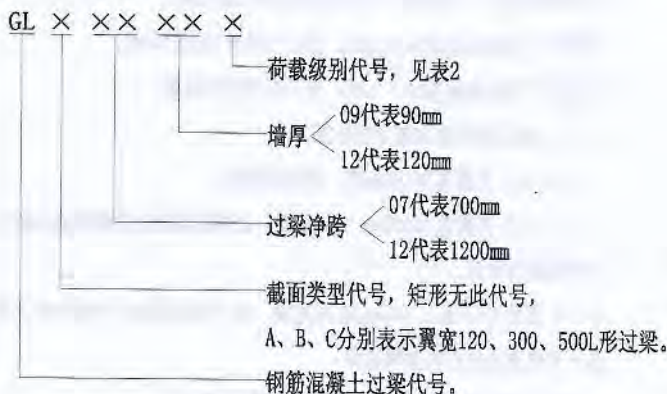 GL × ×× ×× ×
荷载级别代号，见表2
09代表90mm
墙厚
12代表120mm
07代表700mm
过梁净跨
12代表1200mm
截面类型代号，矩形无此代号，
A、B、C分别表示翼宽120、300、500L形过梁。
钢筋混凝土过梁代号。